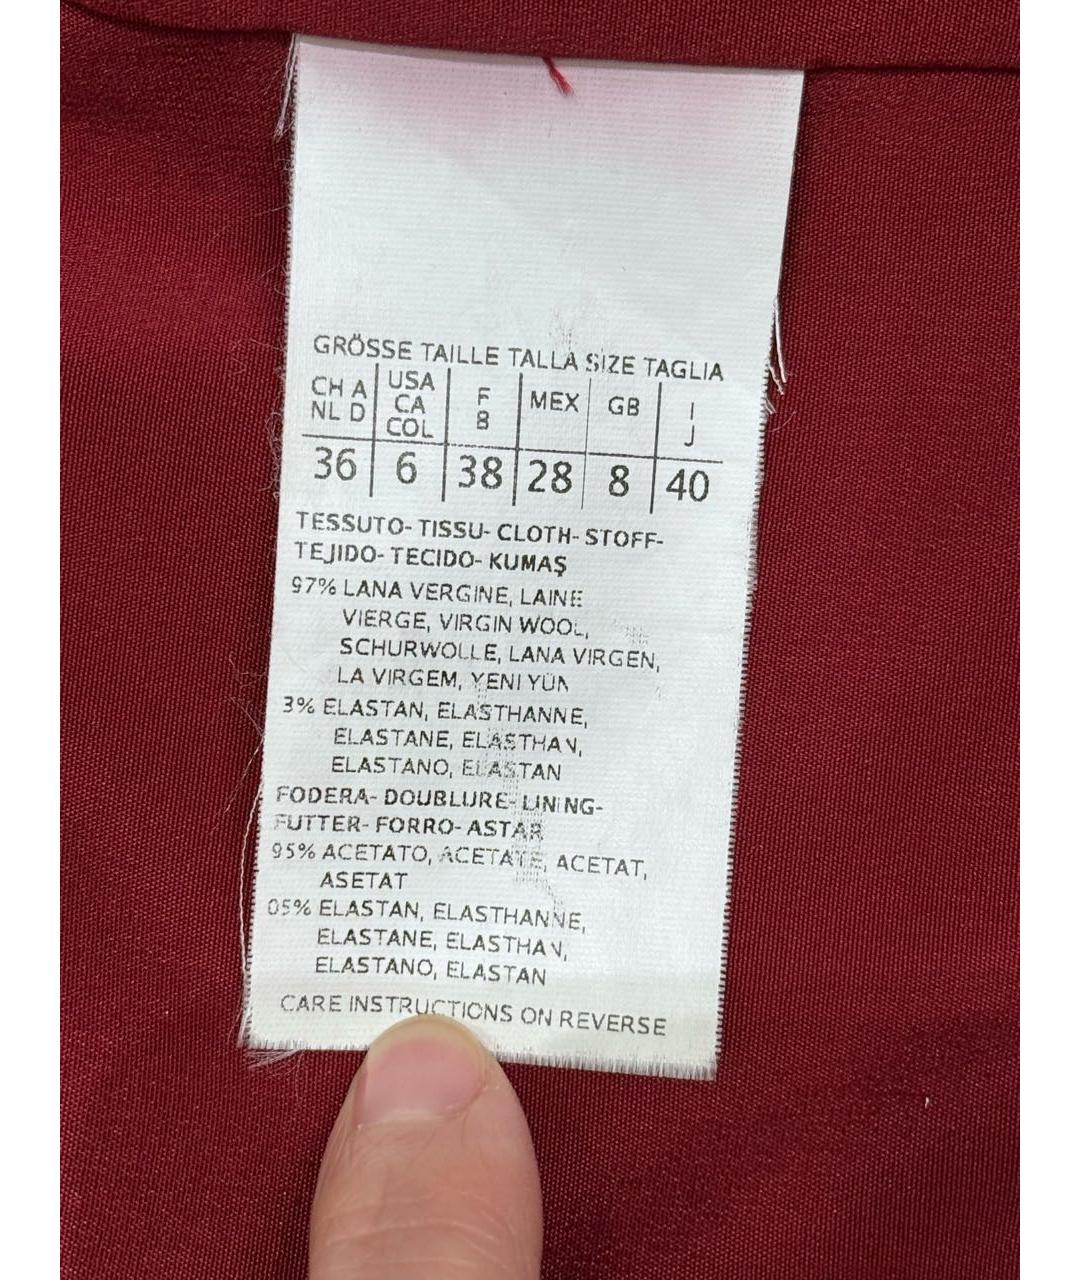 GRÖSSE TAILLE TALLA SIZE TAGLIA
CH A NL D | USA CA COL | F B | MEX | GB | I J
36 | 6 | 38 | 28 | 8 | 40
TESSUTO- TISSU- CLOTH- STOFF-
TEJIDO- TECIDO- KUMAŞ
97% LANA VERGINE, LAINE
VIERGE, VIRGIN WOOL,
SCHURWOLLE, LANA VIRGEN,
LA VIRGEM, YENI YÜN
3% ELASTAN, ELASTHANNE,
ELASTANE, ELASTHAN,
ELASTANO, ELASTAN
FODERA- DOUBLURE- LINING-
FUTTER- FORRO- ASTAR
95% ACETATO, ACETATE, ACETAT,
ASETAT
05% ELASTAN, ELASTHANNE,
ELASTANE, ELASTHAN,
ELASTANO, ELASTAN
CARE INSTRUCTIONS ON REVERSE